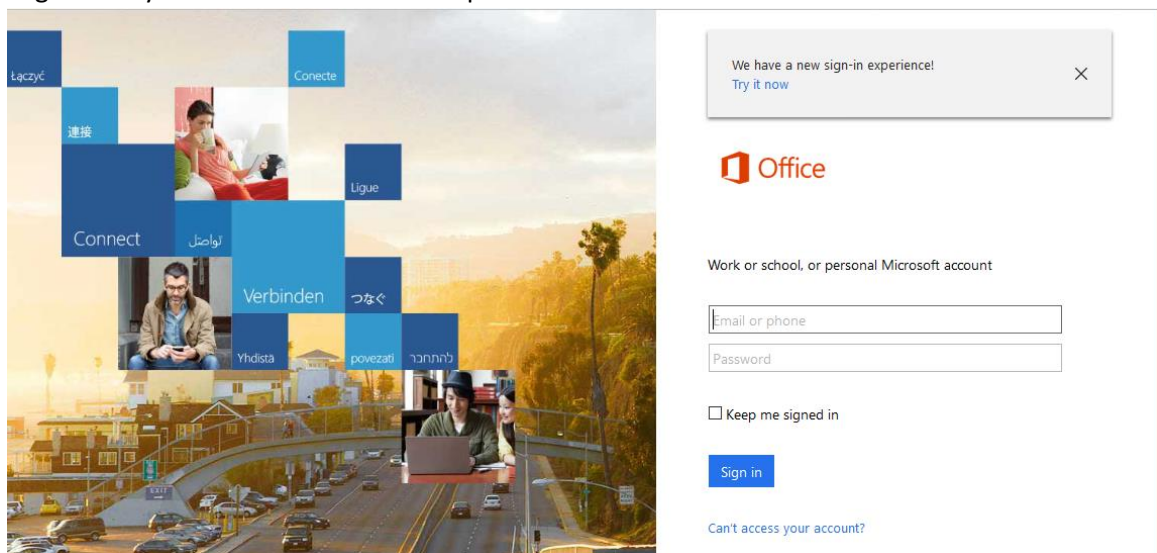 Łączyć
Conecte
連接
Ligue
Connect
تواصل
Verbinden
つなぐ
Yhdistä
povezati
להתחבר
EXIT
We have a new sign-in experience!
Try it now
Office
Work or school, or personal Microsoft account
Email or phone
Password
Keep me signed in
Sign in
Can't access your account?